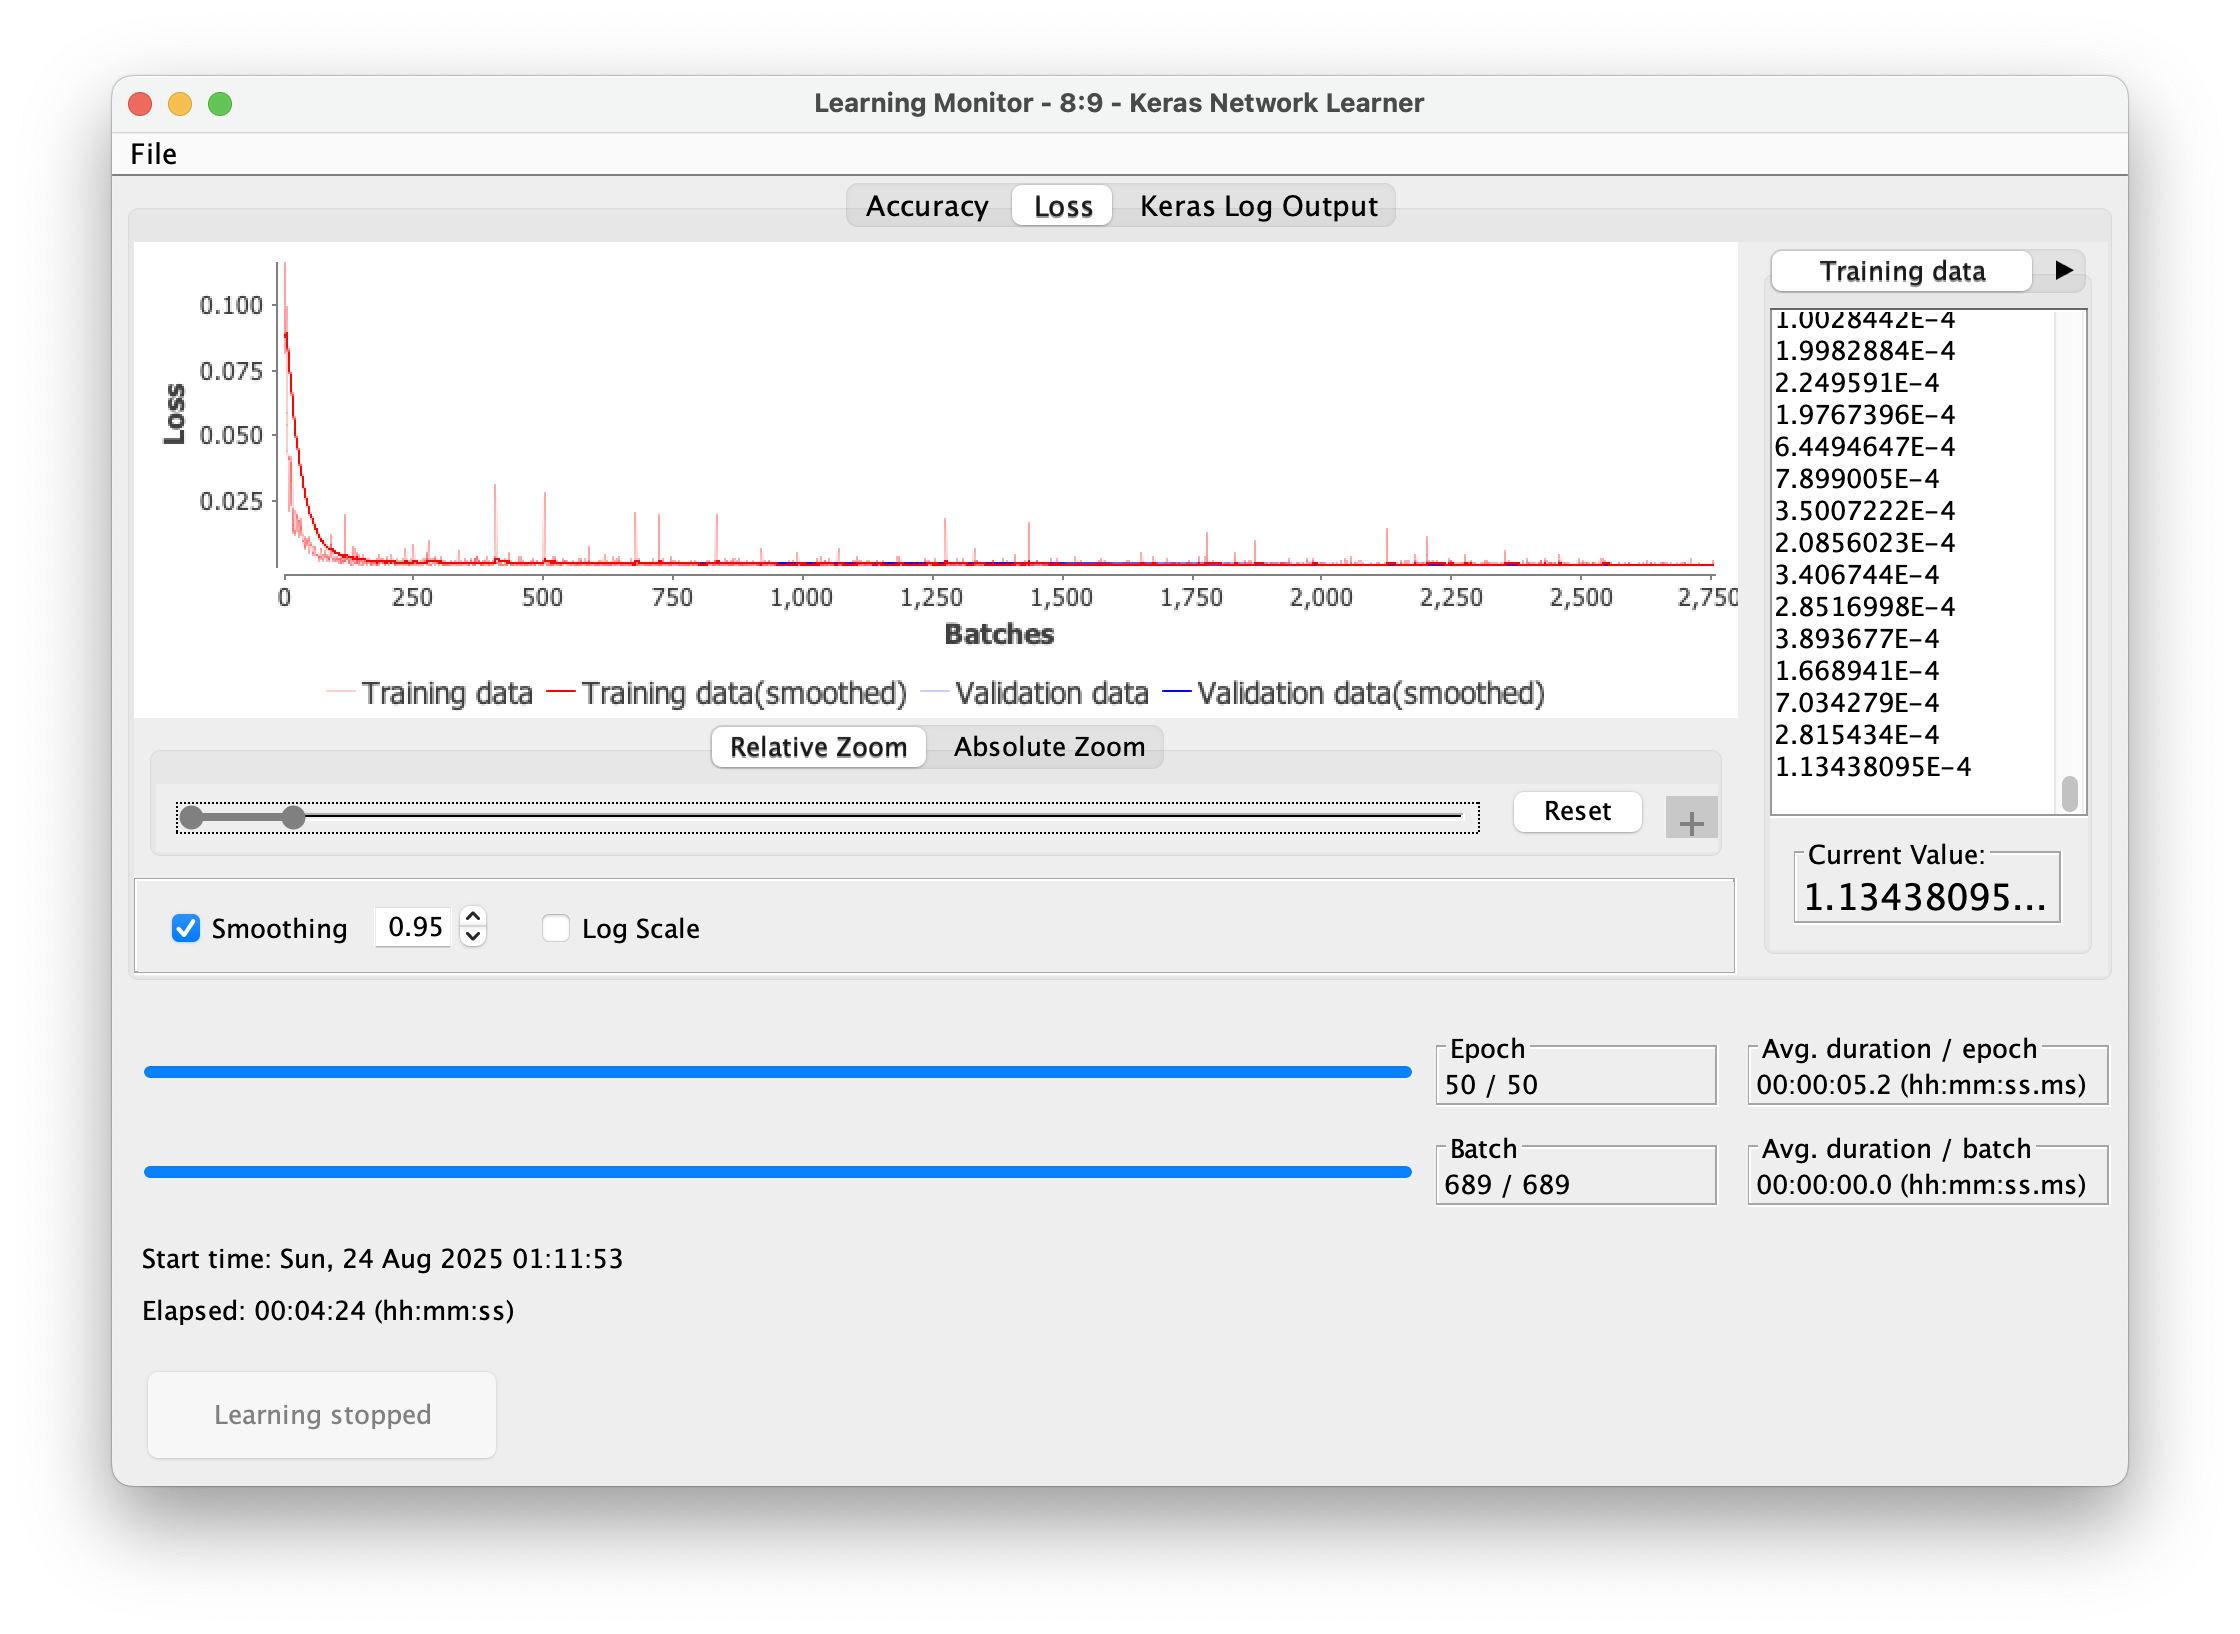 Learning Monitor - 8:9 - Keras Network Learner
File
Accuracy Loss Keras Log Output
0.100
0.075
0.050
0.025
Loss
0 250 500 750 1,000 1,250 1,500 1,750 2,000 2,250 2,500 2,750
Batches
Training data Training data(smoothed) Validation data Validation data(smoothed)
Training data
1.0028442E-4
1.9982884E-4
2.249591E-4
1.9767396E-4
6.4494647E-4
7.899005E-4
3.5007222E-4
2.0856023E-4
3.406744E-4
2.8516998E-4
3.893677E-4
1.668941E-4
7.034279E-4
2.815434E-4
1.13438095E-4
Current Value:
1.13438095...
Relative Zoom Absolute Zoom
Reset +
Smoothing 0.95 Log Scale
Epoch
50 / 50
Avg. duration / epoch
00:00:05.2 (hh:mm:ss.ms)
Batch
689 / 689
Avg. duration / batch
00:00:00.0 (hh:mm:ss.ms)
Start time: Sun, 24 Aug 2025 01:11:53
Elapsed: 00:04:24 (hh:mm:ss)
Learning stopped